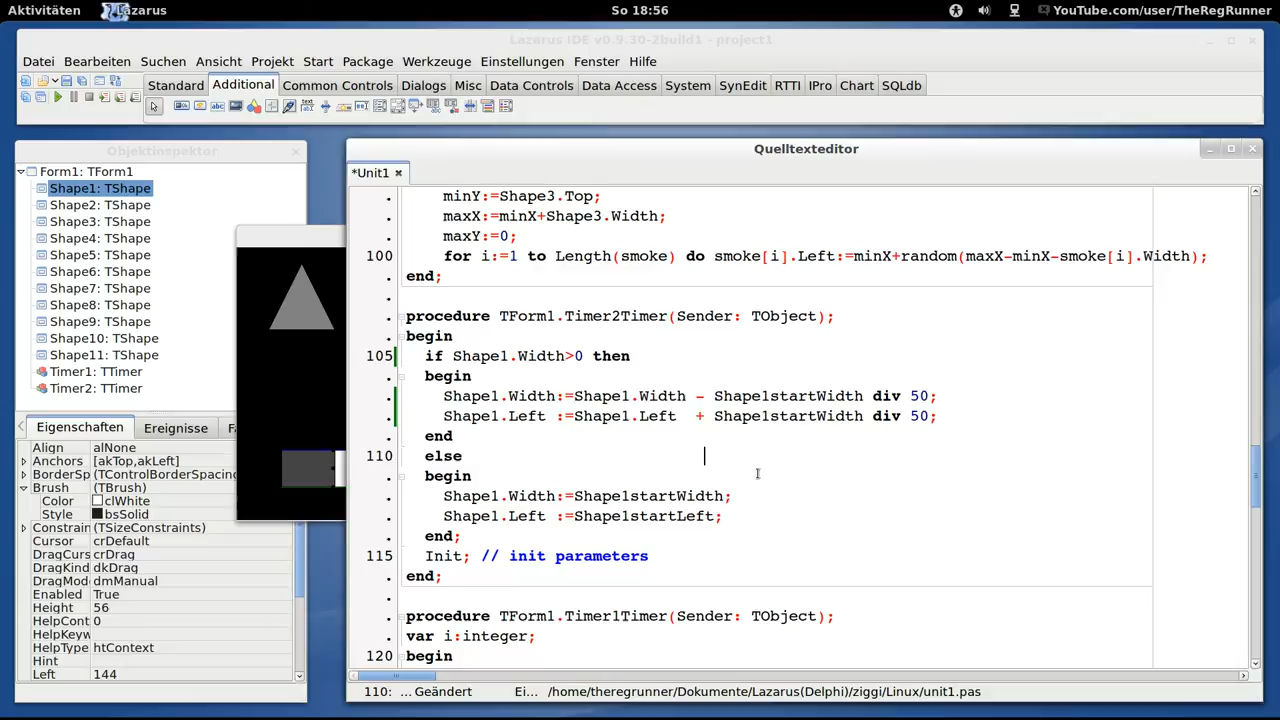 Aktivitäten
Lazarus
So 18:56
YouTube.com/user/TheRegRunner
Lazarus IDE v0.9.30-2build1 - project1
Datei Bearbeiten Suchen Ansicht Projekt Start Package Werkzeuge Einstellungen Fenster Hilfe
Standard Additional Common Controls Dialogs Misc Data Controls Data Access System SynEdit RTTI IPro Chart SQLdb
Objektinspektor
Form1: TForm1
Shape1: TShape
Shape2: TShape
Shape3: TShape
Shape4: TShape
Shape5: TShape
Shape6: TShape
Shape7: TShape
Shape8: TShape
Shape9: TShape
Shape10: TShape
Shape11: TShape
Timer1: TTimer
Timer2: TTimer
Eigenschaften Ereignisse
Align alNone
Anchors [akTop,akLeft]
BorderSp (TControlBorderSpacing
Brush (TBrush)
Color clWhite
Style bsSolid
Constrain (TSizeConstraints)
Cursor crDefault
DragCurs crDrag
DragKind dkDrag
DragMod dmManual
Enabled True
Height 56
HelpCont 0
HelpKeyw
HelpType htContext
Hint
Left 144
Quelltexteditor
*Unit1
minY:=Shape3.Top;
maxX:=minX+Shape3.Width;
maxY:=0;
100 for i:=1 to Length(smoke) do smoke[i].Left:=minX+random(maxX-minX-smoke[i].Width);
end;
procedure TForm1.Timer2Timer(Sender: TObject);
begin
105 if Shape1.Width>0 then
begin
Shape1.Width:=Shape1.Width - Shape1startWidth div 50;
Shape1.Left :=Shape1.Left  + Shape1startWidth div 50;
end
110 else
begin
Shape1.Width:=Shape1startWidth;
Shape1.Left :=Shape1startLeft;
end;
115 Init; // init parameters
end;
procedure TForm1.Timer1Timer(Sender: TObject);
var i:integer;
120 begin
110: ... Geändert Ei... /home/theregrunner/Dokumente/Lazarus(Delphi)/ziggi/Linux/unit1.pas